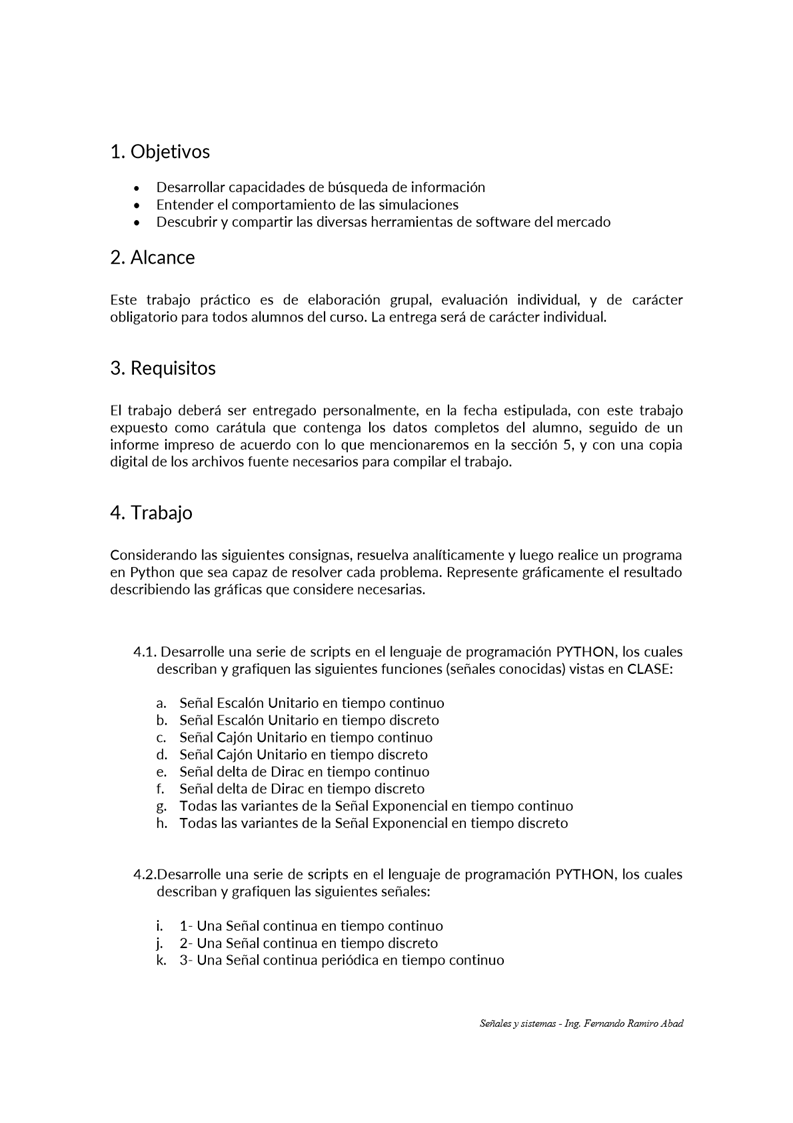 1. Objetivos
• Desarrollar capacidades de búsqueda de información
• Entender el comportamiento de las simulaciones
• Descubrir y compartir las diversas herramientas de software del mercado
2. Alcance
Este trabajo práctico es de elaboración grupal, evaluación individual, y de carácter
obligatorio para todos alumnos del curso. La entrega será de carácter individual.
3. Requisitos
El trabajo deberá ser entregado personalmente, en la fecha estipulada, con este trabajo
expuesto como carátula que contenga los datos completos del alumno, seguido de un
informe impreso de acuerdo con lo que mencionaremos en la sección 5, y con una copia
digital de los archivos fuente necesarios para compilar el trabajo.
4. Trabajo
Considerando las siguientes consignas, resuelva analíticamente y luego realice un programa
en Python que sea capaz de resolver cada problema. Represente gráficamente el resultado
describiendo las gráficas que considere necesarias.
4.1. Desarrolle una serie de scripts en el lenguaje de programación PYTHON, los cuales
describan y grafiquen las siguientes funciones (señales conocidas) vistas en CLASE:
a. Señal Escalón Unitario en tiempo continuo
b. Señal Escalón Unitario en tiempo discreto
c. Señal Cajón Unitario en tiempo continuo
d. Señal Cajón Unitario en tiempo discreto
e. Señal delta de Dirac en tiempo continuo
f. Señal delta de Dirac en tiempo discreto
g. Todas las variantes de la Señal Exponencial en tiempo continuo
h. Todas las variantes de la Señal Exponencial en tiempo discreto
4.2.Desarrolle una serie de scripts en el lenguaje de programación PYTHON, los cuales
describan y grafiquen las siguientes señales:
i. 1- Una Señal continua en tiempo continuo
j. 2- Una Señal continua en tiempo discreto
k. 3- Una Señal continua periódica en tiempo continuo
Señales y sistemas - Ing. Fernando Ramiro Abad